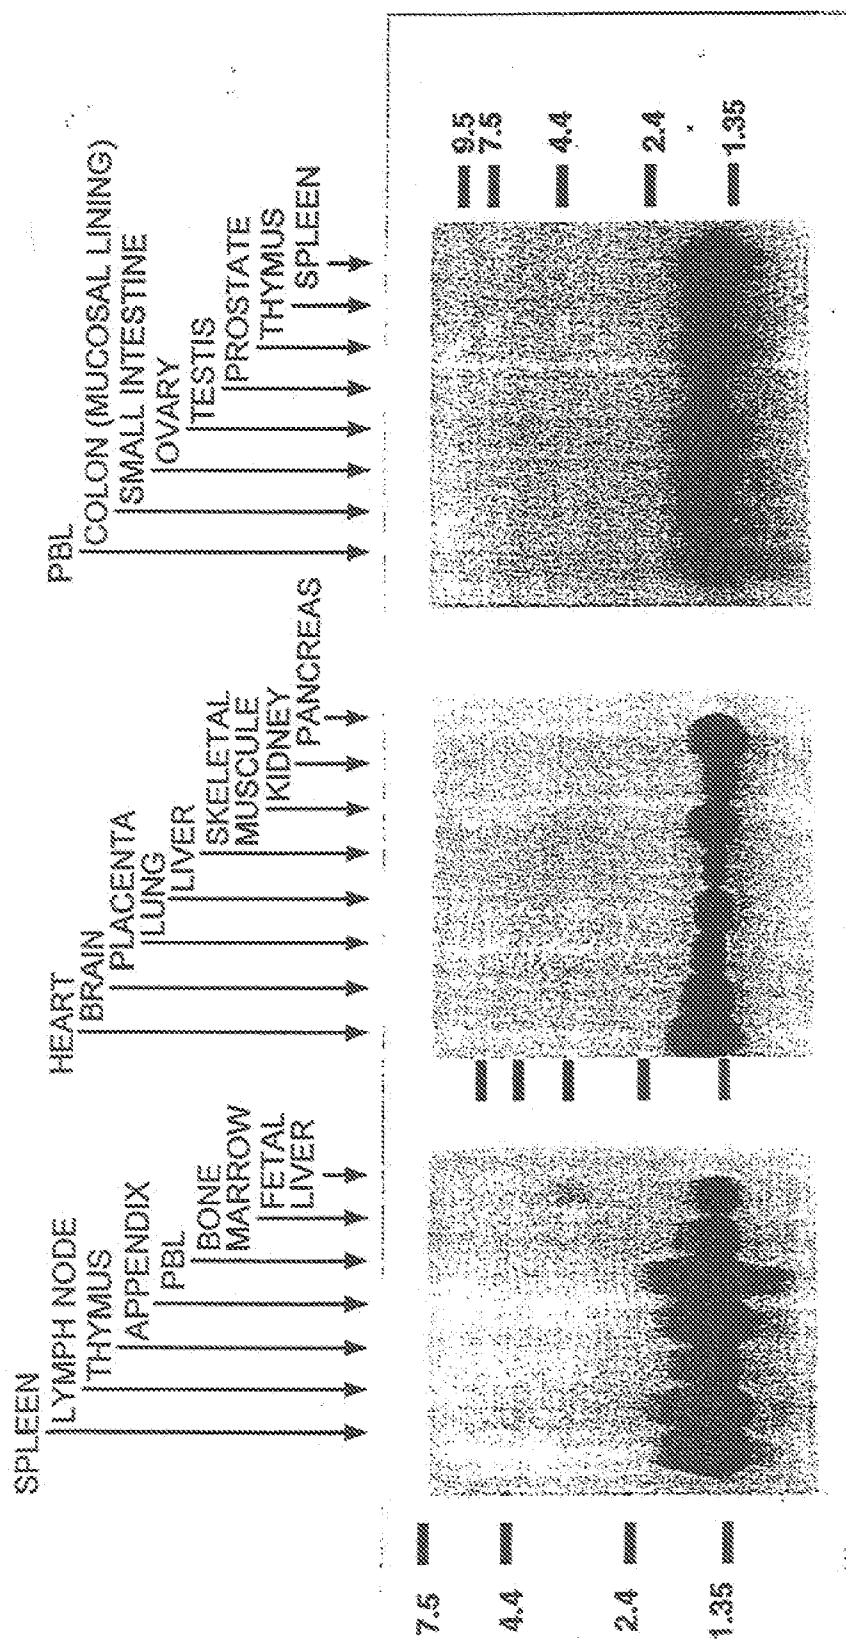 SPLEEN
LYMPH NODE
THYMUS
APPENDIX
PBL
BONE
MARROW
FETAL
LIVER
HEART
BRAIN
PLACENTA
LUNG
LIVER
SKELETAL
MUSCULE
KIDNEY
PANCREAS
PBL
COLON (MUCOSAL LINING)
SMALL INTESTINE
OVARY
TESTIS
PROSTATE
THYMUS
SPLEEN
7.5
4.4
2.4
1.35
9.5
7.5
4.4
2.4
1.35